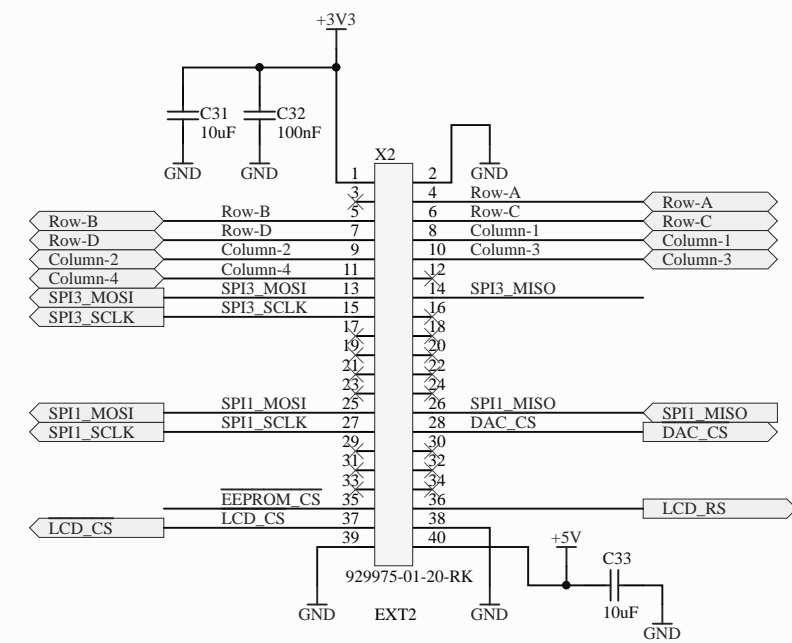 +3V3
C31
10uF
C32
100nF
GND
GND
GND
X2
1 2
3 4 Row-A Row-A
Row-B Row-B 5 6 Row-C Row-C
Row-D Row-D 7 8 Column-1 Column-1
Column-2 Column-2 9 10 Column-3 Column-3
Column-4 Column-4 11 12
SPI3_MOSI SPI3_MOSI 13 14 SPI3_MISO
SPI3_SCLK SPI3_SCLK 15 16
17 18
19 20
21 22
23 24
SPI1_MOSI SPI1_MOSI 25 26 SPI1_MISO SPI1_MISO
SPI1_SCLK SPI1_SCLK 27 28 DAC_CS DAC_CS
29 30
31 32
33 34
EEPROM_CS 35 36 LCD_RS
LCD_CS LCD_CS 37 38
39 40
+5V
C33
10uF
929975-01-20-RK
EXT2
GND
GND
GND